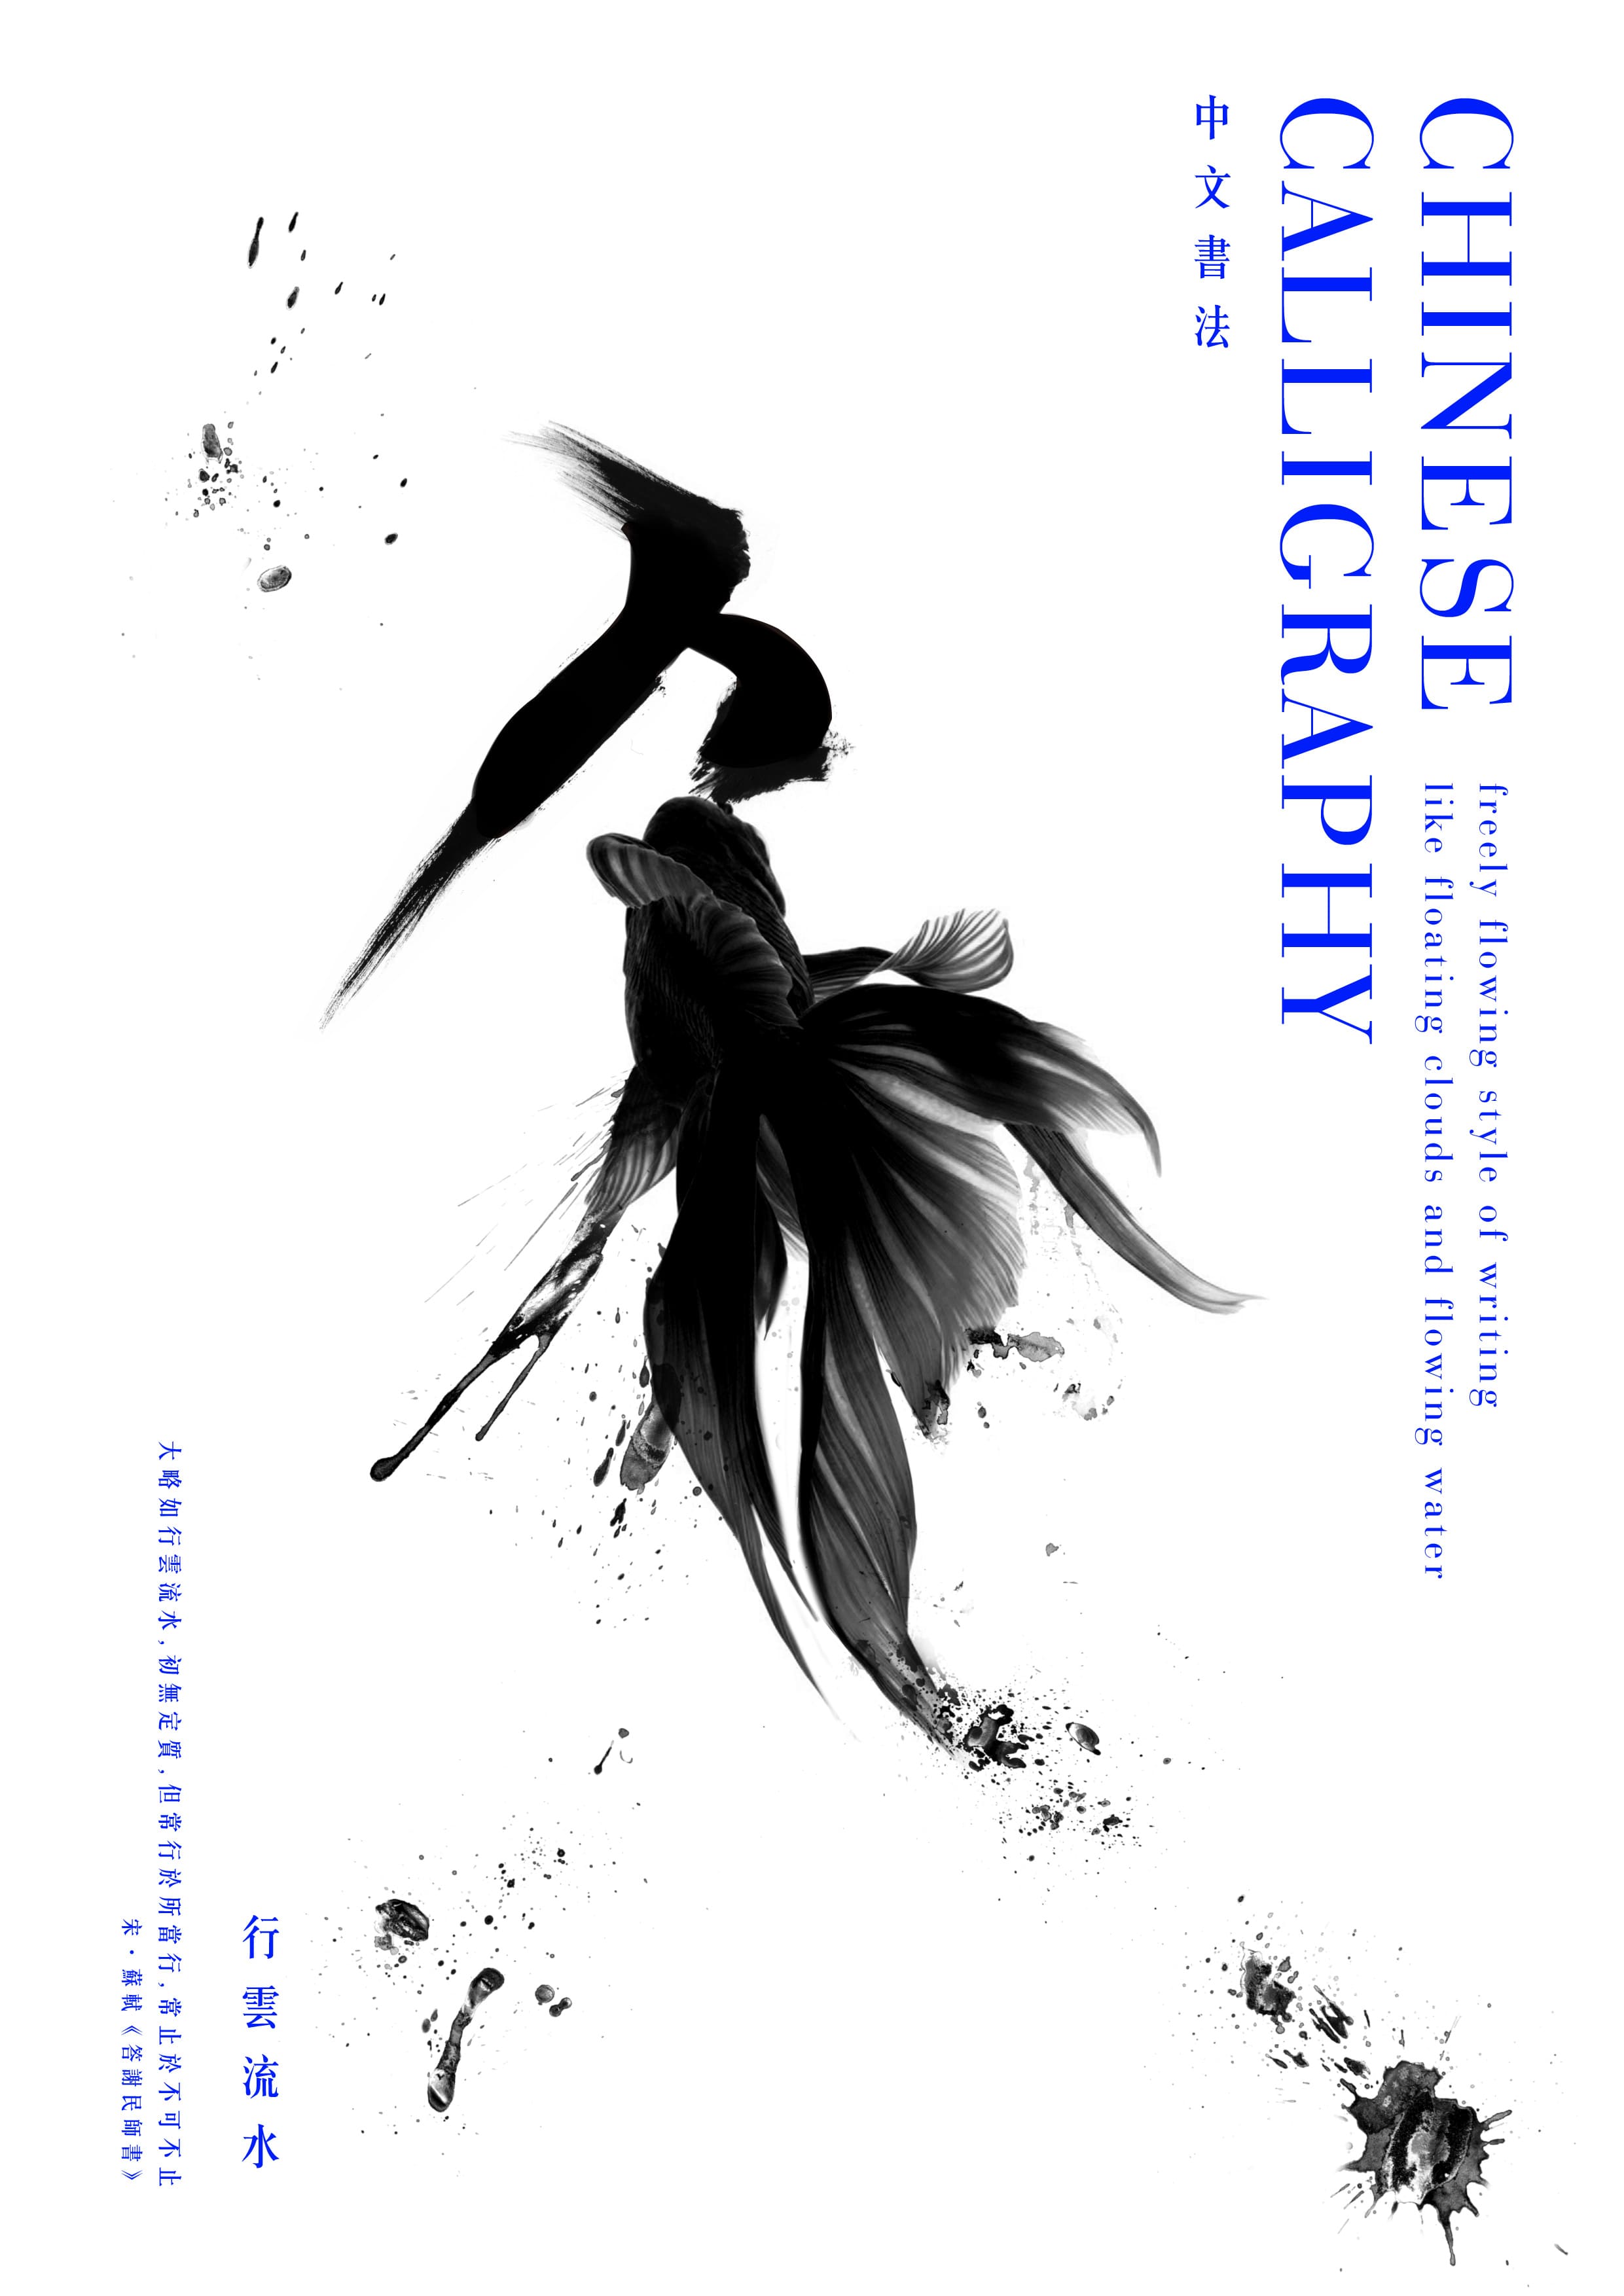 CHINESE
CALLIGRAPHY
中文書法
freely flowing style of writing
like floating clouds and flowing water
行雲流水
大略如行雲流水，初無定質，但常行於所當行，常止於不可不止
宋·蘇軾《答謝民師書》